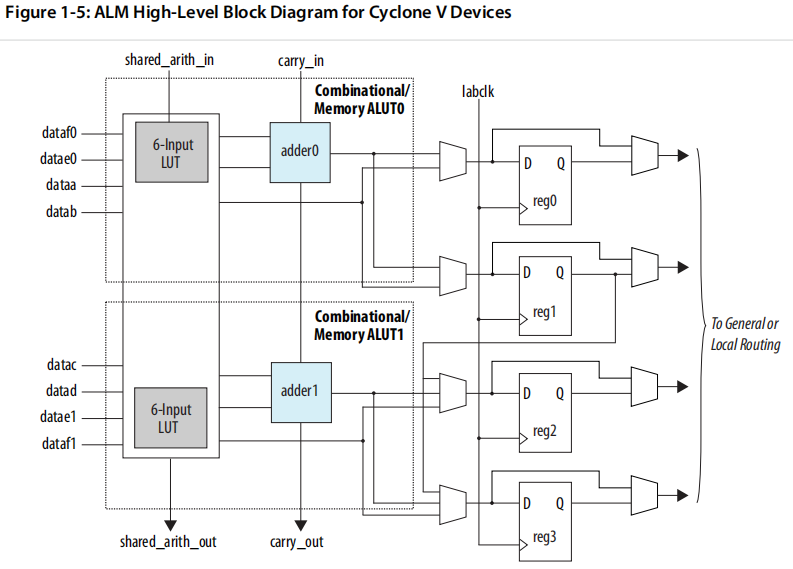 Figure 1-5: ALM High-Level Block Diagram for Cyclone V Devices
shared_arith_in
carry_in
Combinational/
Memory ALUT0
labclk
dataf0
datae0
dataa
datab
6-Input
LUT
adder0
D Q
reg0
D Q
reg1
Combinational/
Memory ALUT1
To General or
Local Routing
datac
datad
datae1
dataf1
6-Input
LUT
adder1
D Q
reg2
D Q
reg3
shared_arith_out
carry_out